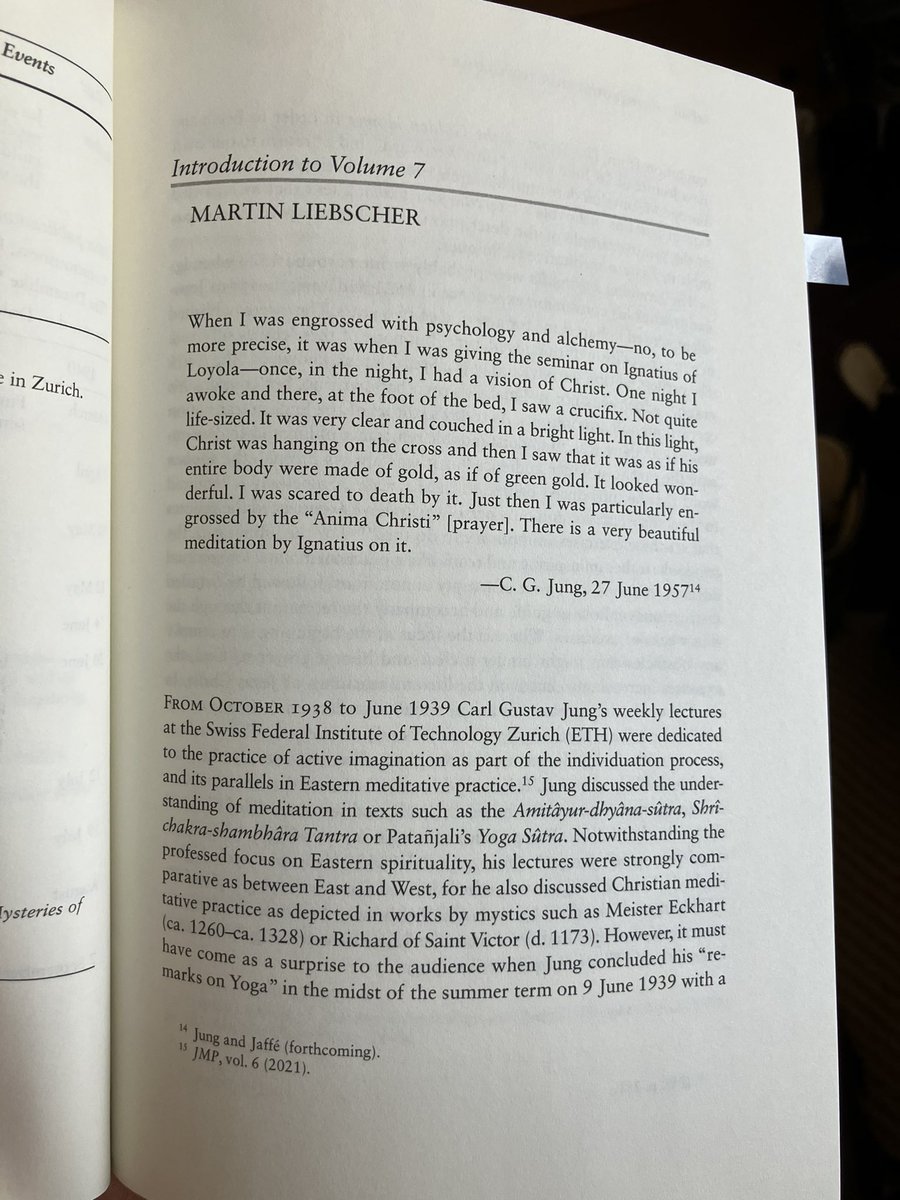 Events
e in Zurich.
Mysteries of
Introduction to Volume 7
MARTIN LIEBSCHER
When I was engrossed with psychology and alchemy—no, to be
more precise, it was when I was giving the seminar on Ignatius of
Loyola—once, in the night, I had a vision of Christ. One night I
awoke and there, at the foot of the bed, I saw a crucifix. Not quite
life-sized. It was very clear and couched in a bright light. In this light,
Christ was hanging on the cross and then I saw that it was as if his
entire body were made of gold, as if of green gold. It looked won-
derful. I was scared to death by it. Just then I was particularly en-
grossed by the “Anima Christi” [prayer]. There is a very beautiful
meditation by Ignatius on it.
—C. G. Jung, 27 June 1957¹⁴
FROM OCTOBER 1938 to June 1939 Carl Gustav Jung’s weekly lectures
at the Swiss Federal Institute of Technology Zurich (ETH) were dedicated
to the practice of active imagination as part of the individuation process,
and its parallels in Eastern meditative practice.¹⁵ Jung discussed the under-
standing of meditation in texts such as the Amitâyur-dhyâna-sûtra, Shrî-
chakra-shambhâra Tantra or Patañjali’s Yoga Sûtra. Notwithstanding the
professed focus on Eastern spirituality, his lectures were strongly com-
parative as between East and West, for he also discussed Christian medi-
tative practice as depicted in works by mystics such as Meister Eckhart
(ca. 1260–ca. 1328) or Richard of Saint Victor (d. 1173). However, it must
have come as a surprise to the audience when Jung concluded his “re-
marks on Yoga” in the midst of the summer term on 9 June 1939 with a
¹⁴ Jung and Jaffé (forthcoming).
¹⁵ JMP, vol. 6 (2021).